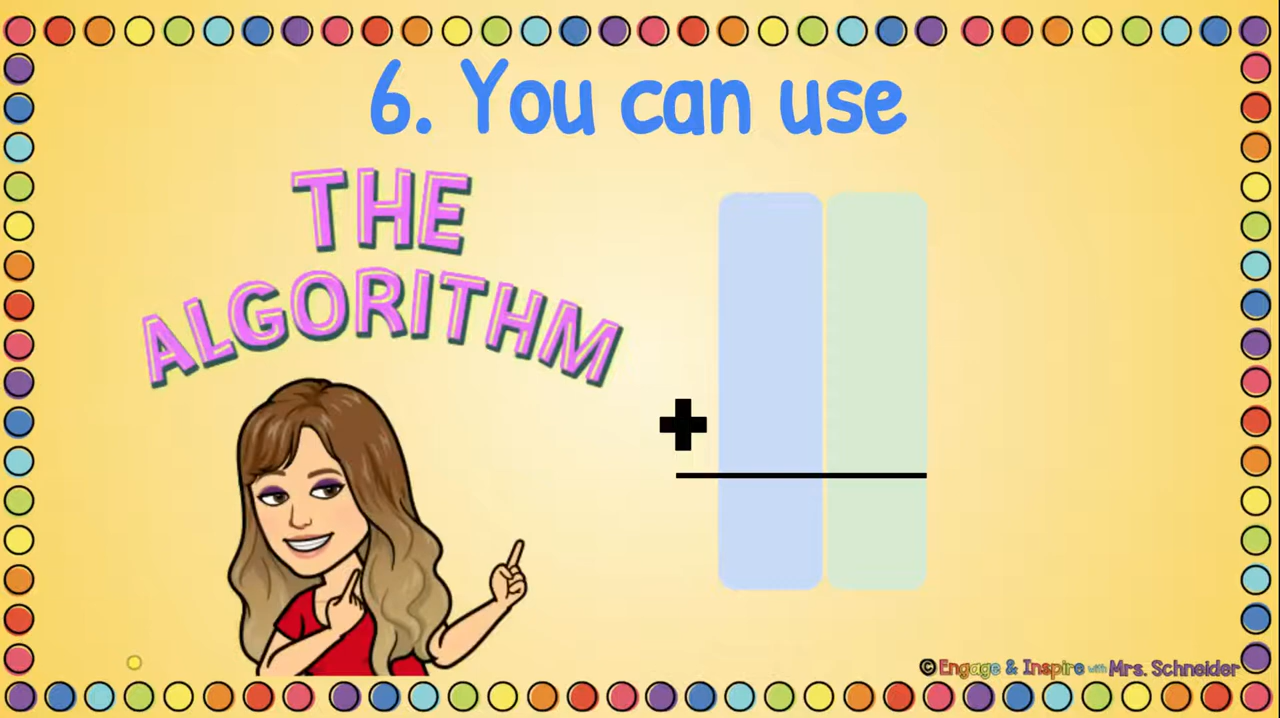 6. You can use
THE
ALGORITHM
+
© Engage & Inspire with Mrs. Schneider